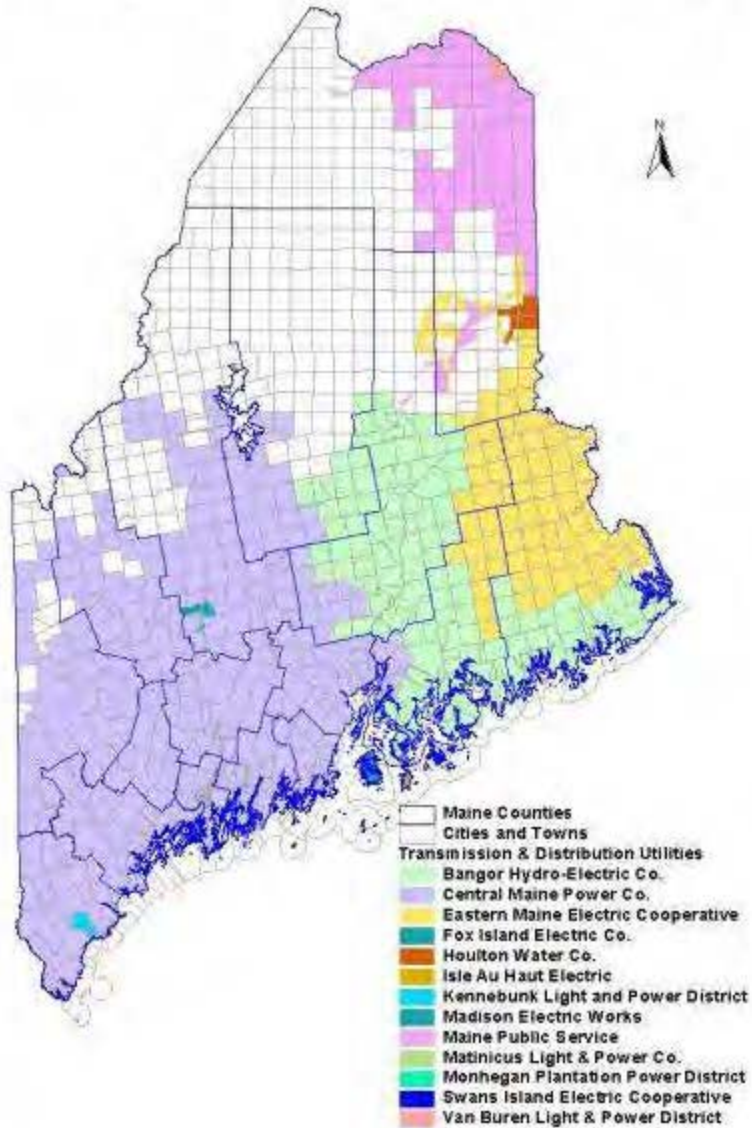 N
Maine Counties
Cities and Towns
Transmission & Distribution Utilities
Bangor Hydro-Electric Co.
Central Maine Power Co.
Eastern Maine Electric Cooperative
Fox Island Electric Co.
Houlton Water Co.
Isle Au Haut Electric
Kennebunk Light and Power District
Madison Electric Works
Maine Public Service
Matinicus Light & Power Co.
Monhegan Plantation Power District
Swans Island Electric Cooperative
Van Buren Light & Power District